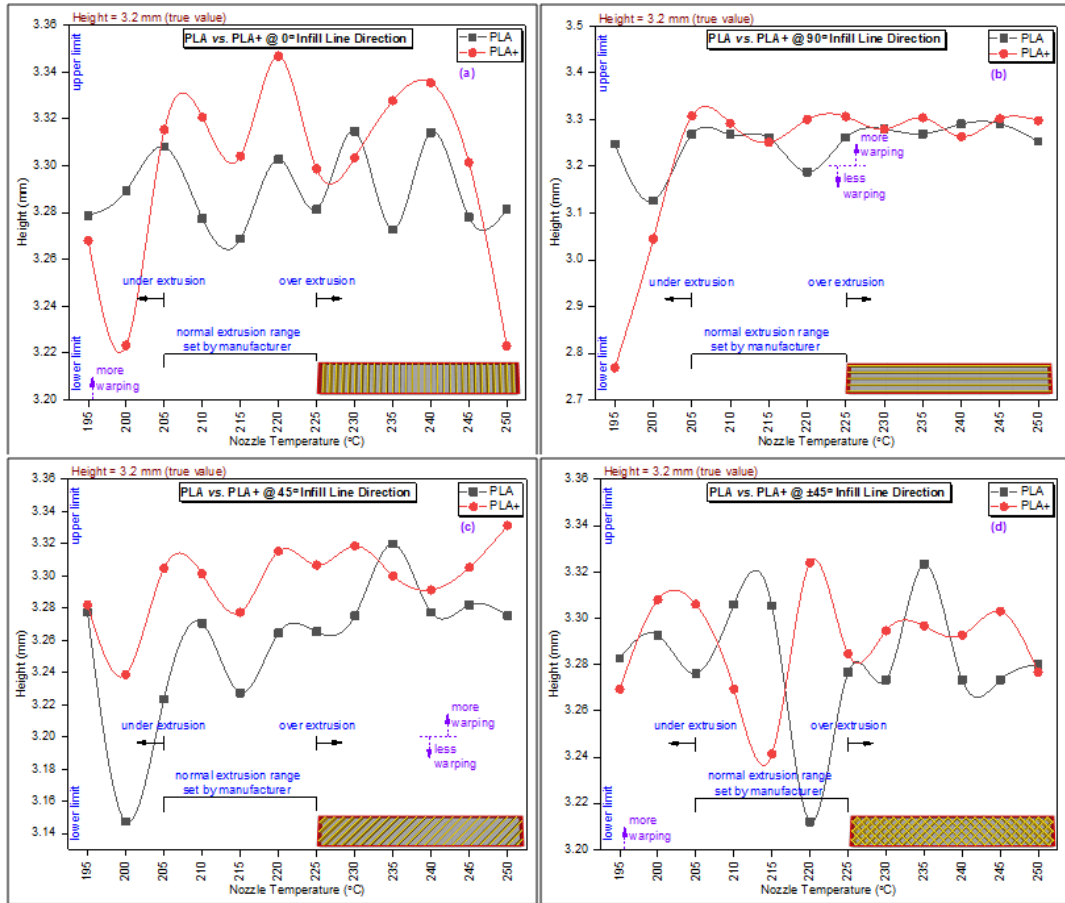 Height = 3.2 mm (true value)
3.36
3.34
3.32
3.30
3.28
3.26
3.24
3.22
3.20
Height (mm)
upper limit
lower limit
PLA vs. PLA+ @ 0º Infill Line Direction
PLA
PLA+
(a)
under extrusion
over extrusion
normal extrusion range
set by manufacturer
more
warping
195
200
205
210
215
220
225
230
235
240
245
250
Nozzle Temperature (ºC)
Height = 3.2 mm (true value)
3.5
3.4
3.3
3.2
3.1
3.0
2.9
2.8
2.7
Height (mm)
upper limit
lower limit
PLA vs. PLA+ @ 90º Infill Line Direction
PLA
PLA+
(b)
more
warping
less
warping
under extrusion
over extrusion
normal extrusion range
set by manufacturer
195
200
205
210
215
220
225
230
235
240
245
250
Nozzle Temperature (ºC)
Height = 3.2 mm (true value)
3.36
3.34
3.32
3.30
3.28
3.26
3.24
3.22
3.20
3.18
3.16
3.14
Height (mm)
upper limit
lower limit
PLA vs. PLA+ @ 45º Infill Line Direction
PLA
PLA+
(c)
more
warping
less
warping
under extrusion
over extrusion
normal extrusion range
set by manufacturer
195
200
205
210
215
220
225
230
235
240
245
250
Nozzle Temperature (ºC)
Height = 3.2 mm (true value)
3.36
3.34
3.32
3.30
3.28
3.26
3.24
3.22
3.20
Height (mm)
upper limit
lower limit
PLA vs. PLA+ @ ±45º Infill Line Direction
PLA
PLA+
(d)
under extrusion
over extrusion
normal extrusion range
set by manufacturer
more
warping
195
200
205
210
215
220
225
230
235
240
245
250
Nozzle Temperature (ºC)